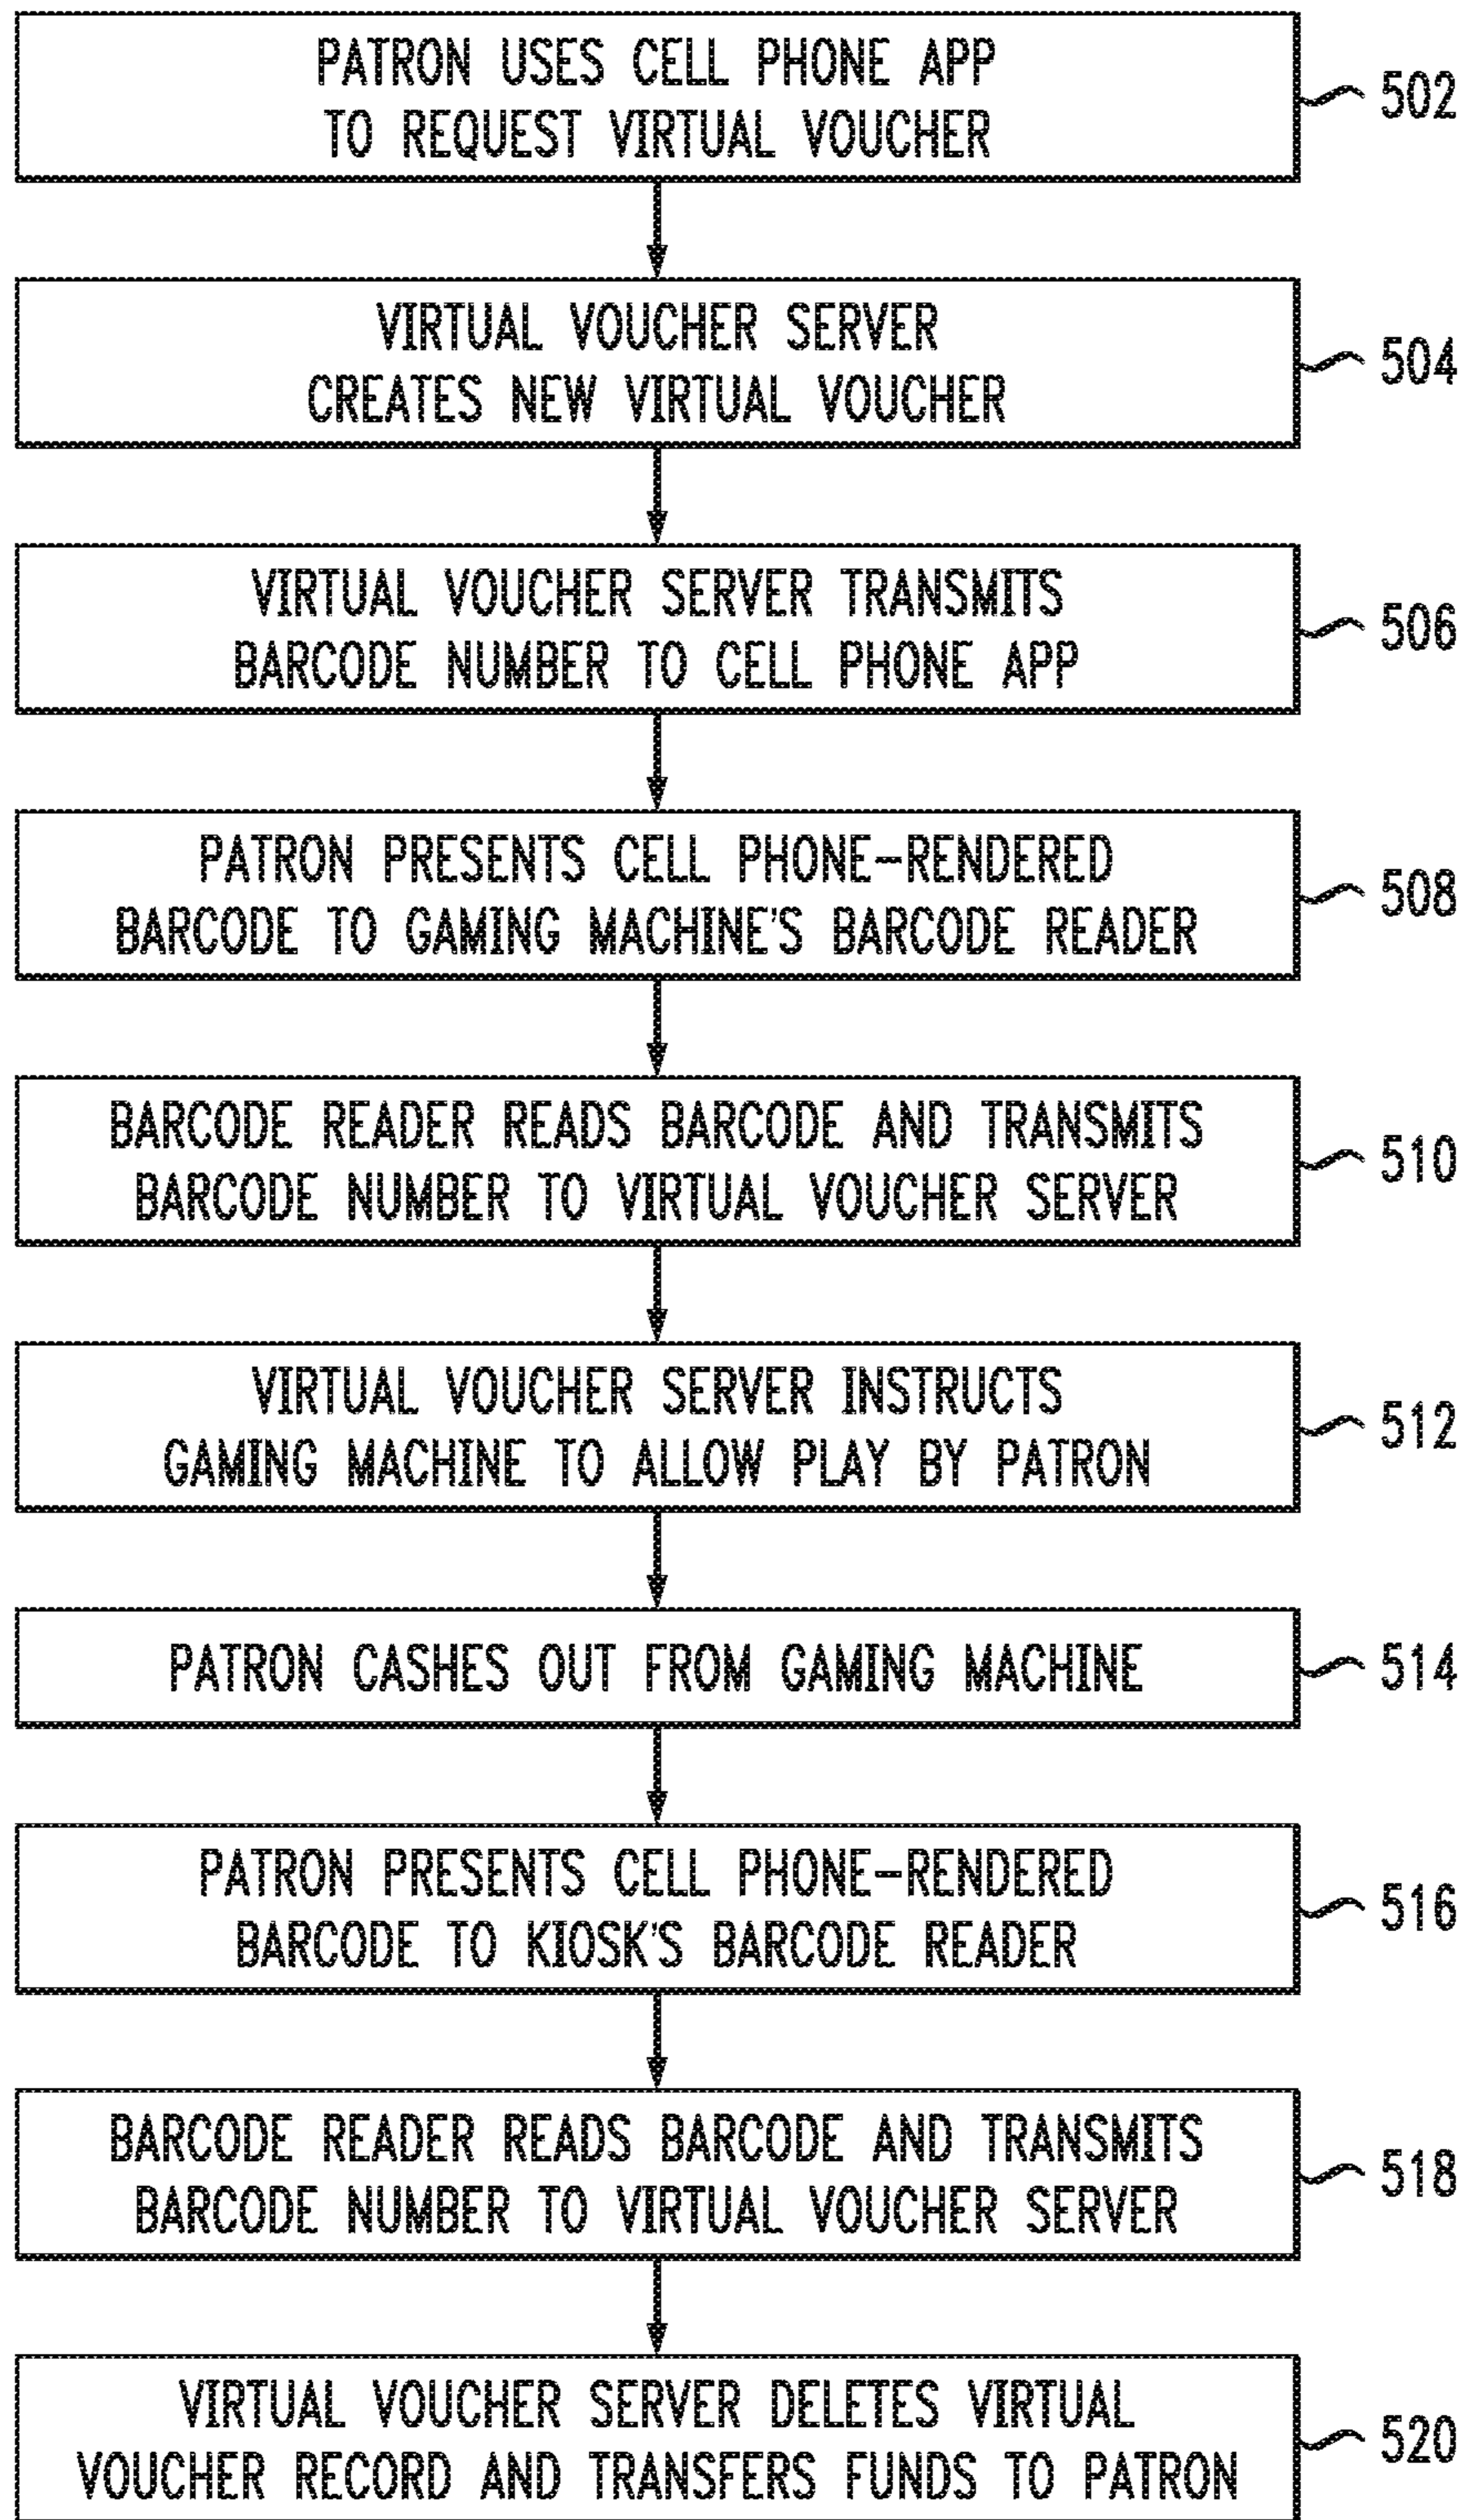 PATRON USES CELL PHONE APP
TO REQUEST VIRTUAL VOUCHER
502
VIRTUAL VOUCHER SERVER
CREATES NEW VIRTUAL VOUCHER
504
VIRTUAL VOUCHER SERVER TRANSMITS
BARCODE NUMBER TO CELL PHONE APP
506
PATRON PRESENTS CELL PHONE-RENDERED
BARCODE TO GAMING MACHINE'S BARCODE READER
508
BARCODE READER READS BARCODE AND TRANSMITS
BARCODE NUMBER TO VIRTUAL VOUCHER SERVER
510
VIRTUAL VOUCHER SERVER INSTRUCTS
GAMING MACHINE TO ALLOW PLAY BY PATRON
512
PATRON CASHES OUT FROM GAMING MACHINE
514
PATRON PRESENTS CELL PHONE-RENDERED
BARCODE TO KIOSK'S BARCODE READER
516
BARCODE READER READS BARCODE AND TRANSMITS
BARCODE NUMBER TO VIRTUAL VOUCHER SERVER
518
VIRTUAL VOUCHER SERVER DELETES VIRTUAL
VOUCHER RECORD AND TRANSFERS FUNDS TO PATRON
520